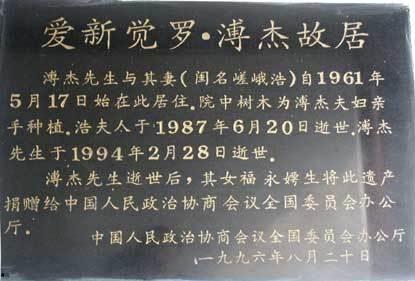 爱新觉罗·溥杰故居
溥杰先生与其妻(闺名嵯峨浩)自1961年
5月17日始在此居住.院中树木为溥杰夫妇亲
手种植.浩夫人于1987年6月20日逝世.溥杰
先生于1994年2月28日逝世.
溥杰先生逝世后,其女福永嫮生将此遗产
捐赠给中国人民政治协商会议全国委员会办公
厅.
中国人民政治协商会议全国委员会办公厅
一九九六年八月二十日